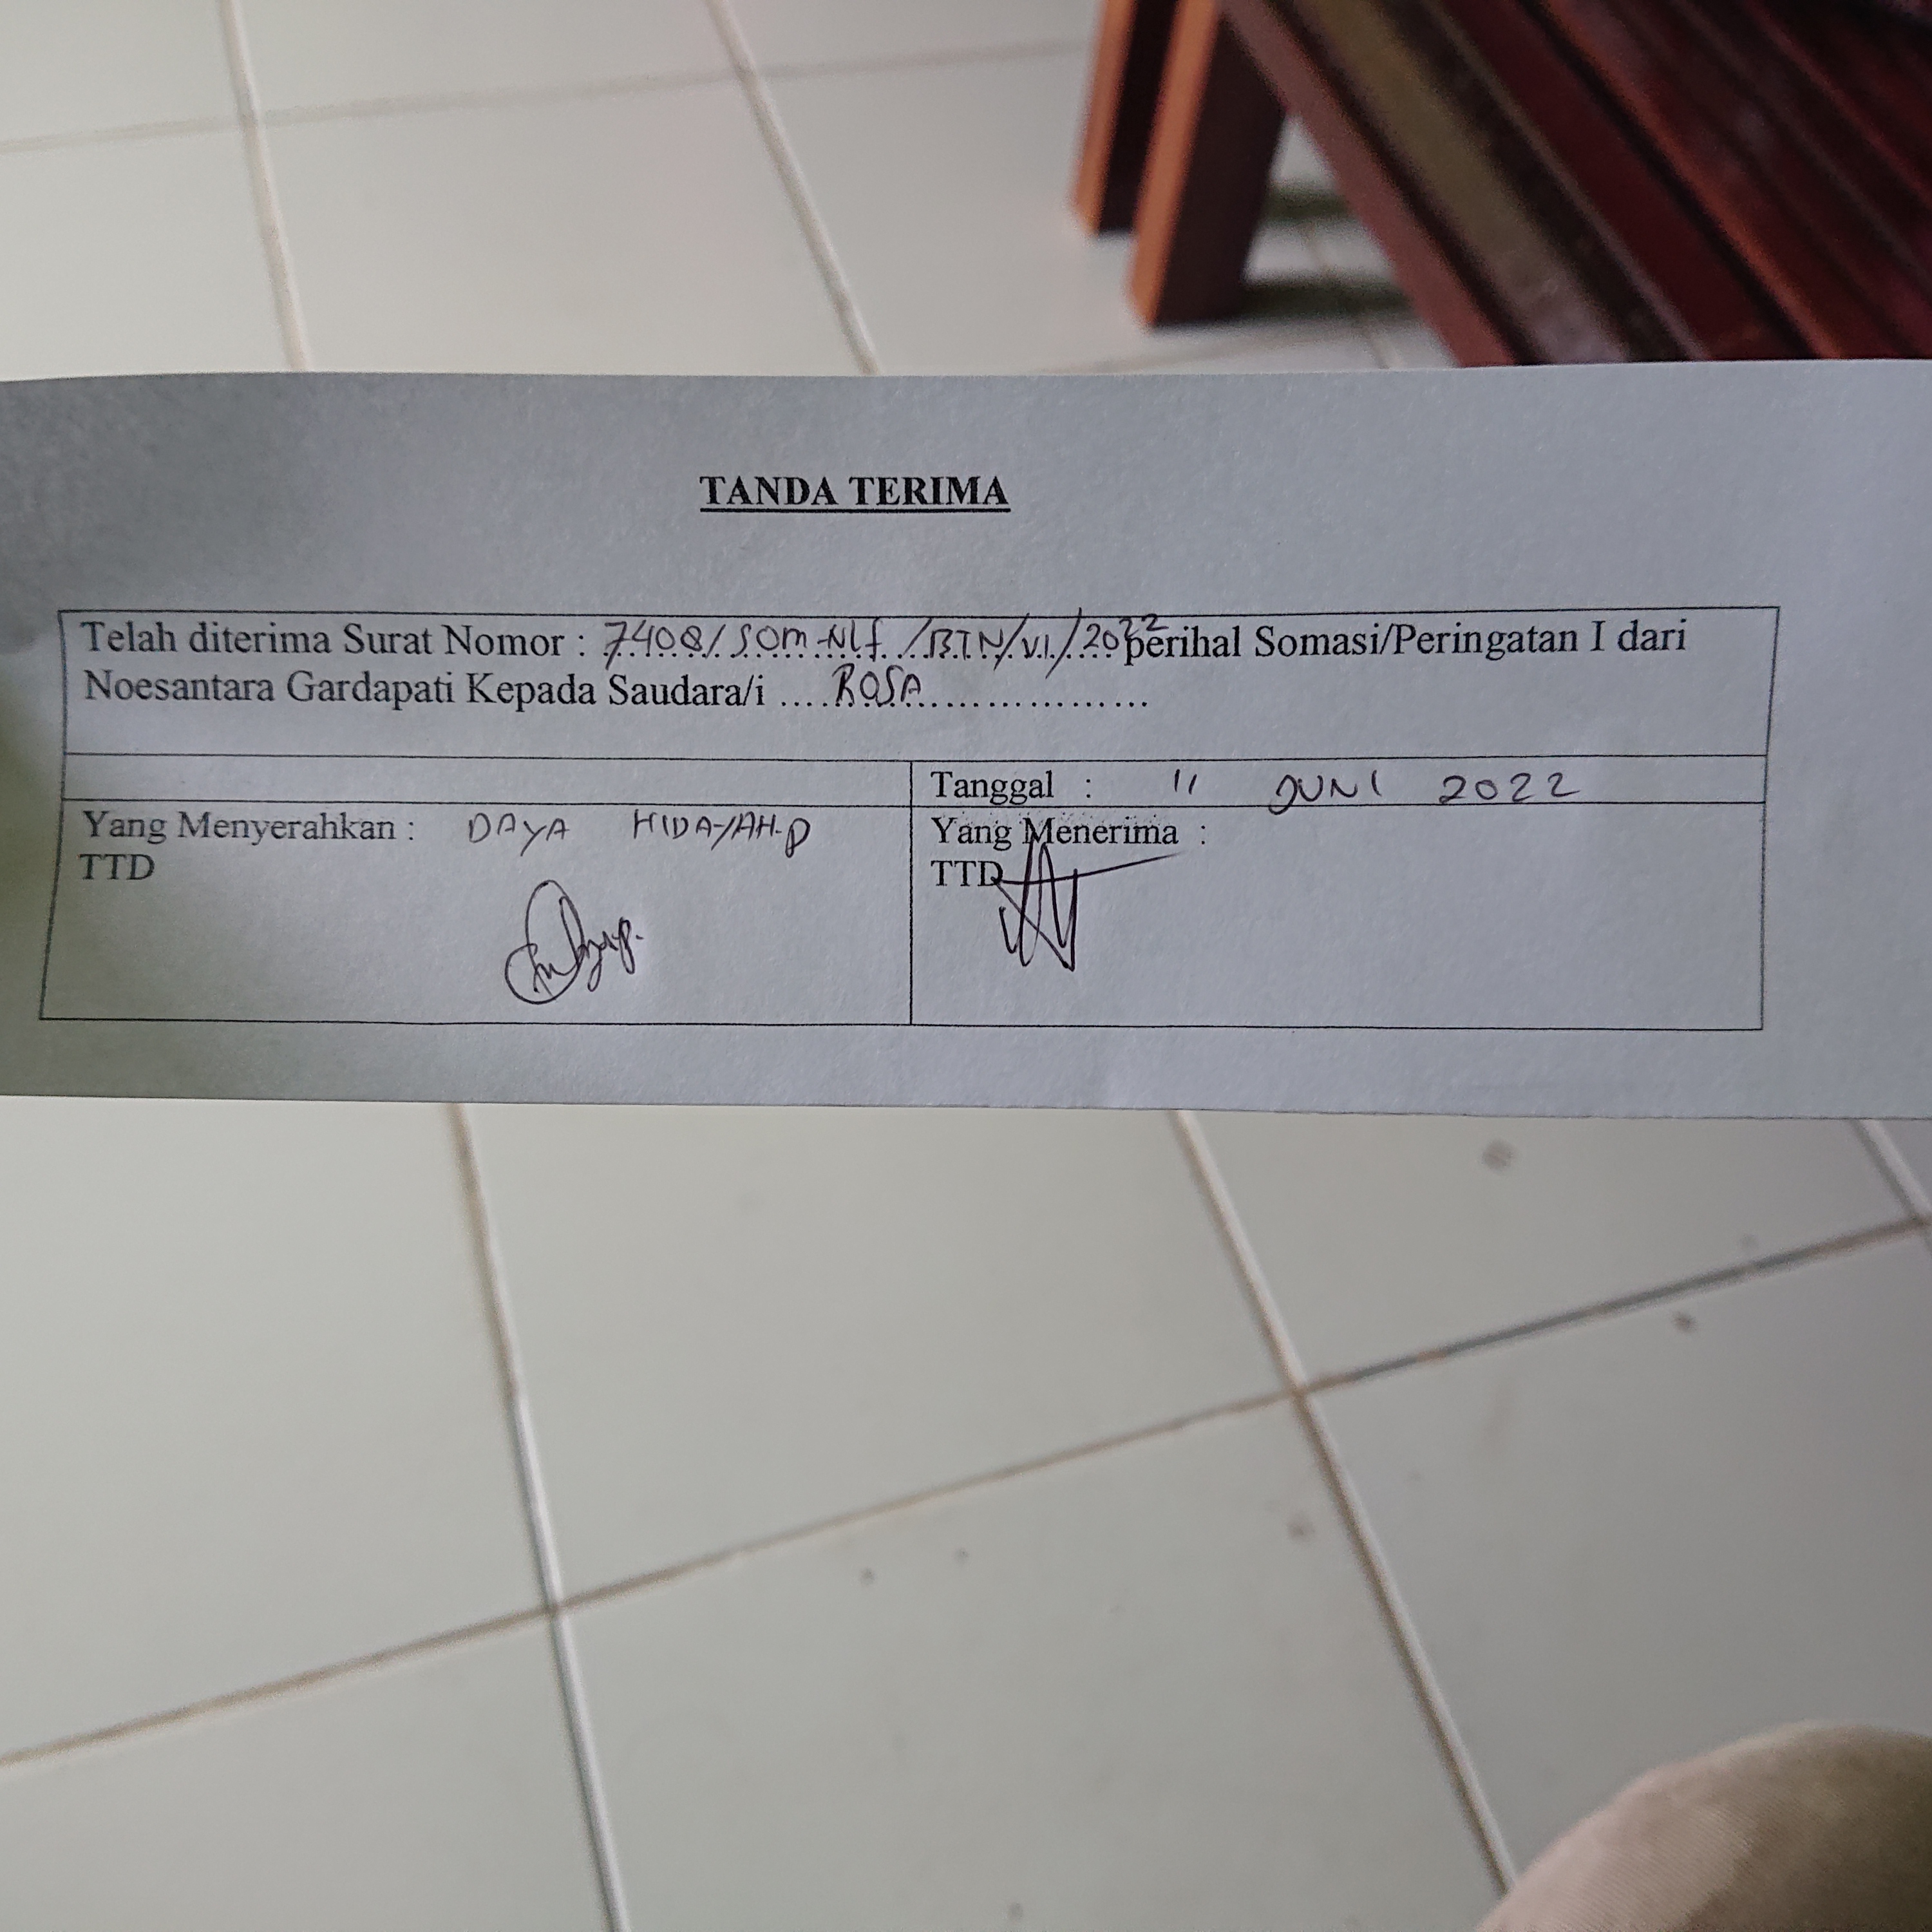 TANDA TERIMA
Telah diterima Surat Nomor : 7408/SOM-NLF/BTN/VI/2022 perihal Somasi/Peringatan I dari
Noesantara Gardapati Kepada Saudara/i ....ROSA......................
Tanggal : 11 JUNI 2022
Yang Menyerahkan : DAYA HIDAYAH.P
TTD
Yang Menerima :
TTD